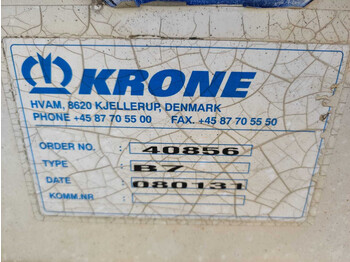 KRONE
HVAM, 8620 KJELLERUP, DENMARK
PHONE +45 87 70 55 00 FAX. +45 87 70 55 50
ORDER NO. : 40856
TYPE : B7
DATE : 080131
KOMM.NR. :